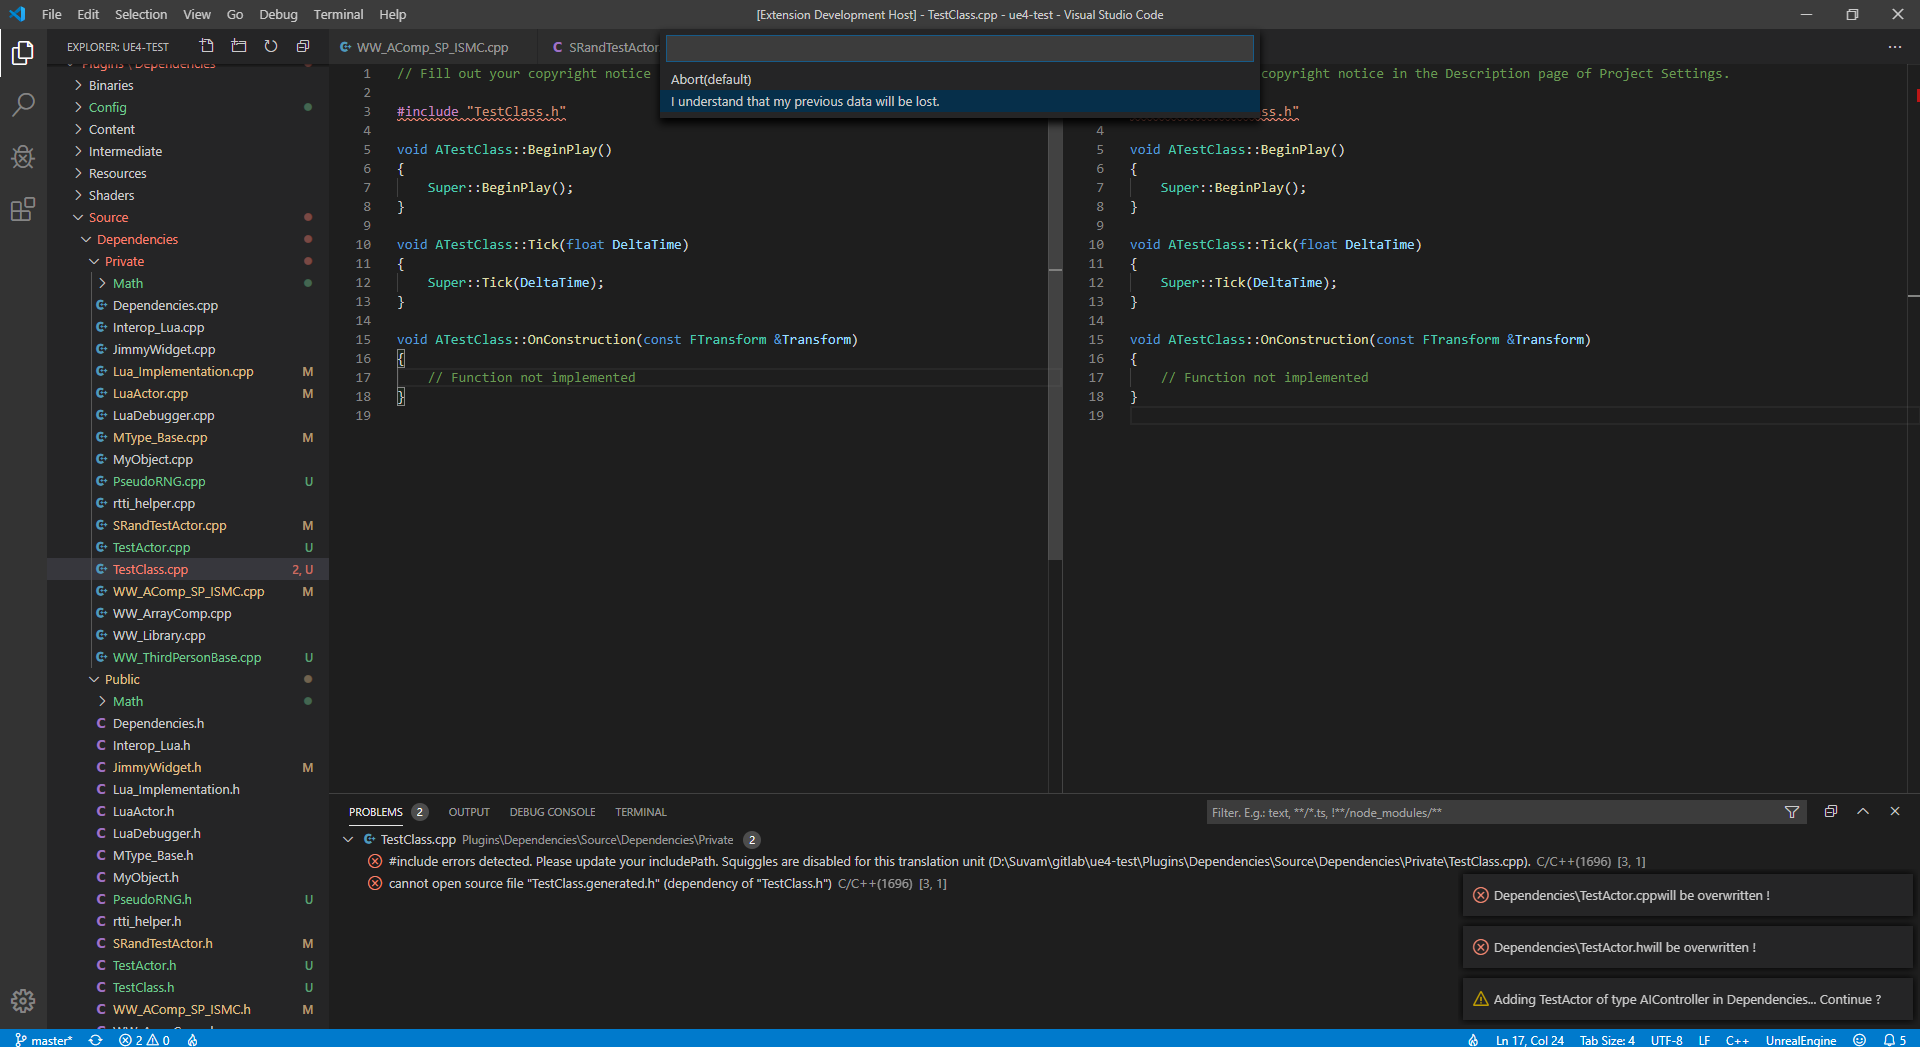 File Edit Selection View Go Debug Terminal Help
[Extension Development Host] - TestClass.cpp - ue4-test - Visual Studio Code
EXPLORER: UE4-TEST
Plugins \ Dependencies
Binaries
Config
Content
Intermediate
Resources
Shaders
Source
Dependencies
Private
Math
Dependencies.cpp
Interop_Lua.cpp
JimmyWidget.cpp
Lua_Implementation.cpp M
LuaActor.cpp M
LuaDebugger.cpp
MType_Base.cpp M
MyObject.cpp
PseudoRNG.cpp U
rtti_helper.cpp
SRandTestActor.cpp M
TestActor.cpp U
TestClass.cpp 2, U
WW_AComp_SP_ISMC.cpp M
WW_ArrayComp.cpp
WW_Library.cpp
WW_ThirdPersonBase.cpp U
Public
Math
Dependencies.h
Interop_Lua.h
JimmyWidget.h M
Lua_Implementation.h
LuaActor.h
LuaDebugger.h
MType_Base.h
MyObject.h
PseudoRNG.h U
rtti_helper.h
SRandTestActor.h M
TestActor.h U
TestClass.h U
WW_AComp_SP_ISMC.h M
WW_AComp_SP_ISMC.cpp
SRandTestActor
Abort(default)
I understand that my previous data will be lost.
1 // Fill out your copyright notice
2
3 #include "TestClass.h"
4
5 void ATestClass::BeginPlay()
6 {
7 Super::BeginPlay();
8 }
9
10 void ATestClass::Tick(float DeltaTime)
11 {
12 Super::Tick(DeltaTime);
13 }
14
15 void ATestClass::OnConstruction(const FTransform &Transform)
16 {
17 // Function not implemented
18 }
19
copyright notice in the Description page of Project Settings.
ss.h"
4
5 void ATestClass::BeginPlay()
6 {
7 Super::BeginPlay();
8 }
9
10 void ATestClass::Tick(float DeltaTime)
11 {
12 Super::Tick(DeltaTime);
13 }
14
15 void ATestClass::OnConstruction(const FTransform &Transform)
16 {
17 // Function not implemented
18 }
19
PROBLEMS 2 OUTPUT DEBUG CONSOLE TERMINAL
Filter. E.g.: text, **/*.ts, !**/node_modules/**
TestClass.cpp Plugins\Dependencies\Source\Dependencies\Private 2
#include errors detected. Please update your includePath. Squiggles are disabled for this translation unit (D:\Suvam\gitlab\ue4-test\Plugins\Dependencies\Source\Dependencies\Private\TestClass.cpp). C/C++(1696) [3, 1]
cannot open source file "TestClass.generated.h" (dependency of "TestClass.h") C/C++(1696) [3, 1]
Dependencies\TestActor.cppwill be overwritten !
Dependencies\TestActor.hwill be overwritten !
Adding TestActor of type AIController in Dependencies... Continue ?
master* 2 0
Ln 17, Col 24 Tab Size: 4 UTF-8 LF C++ UnrealEngine 5